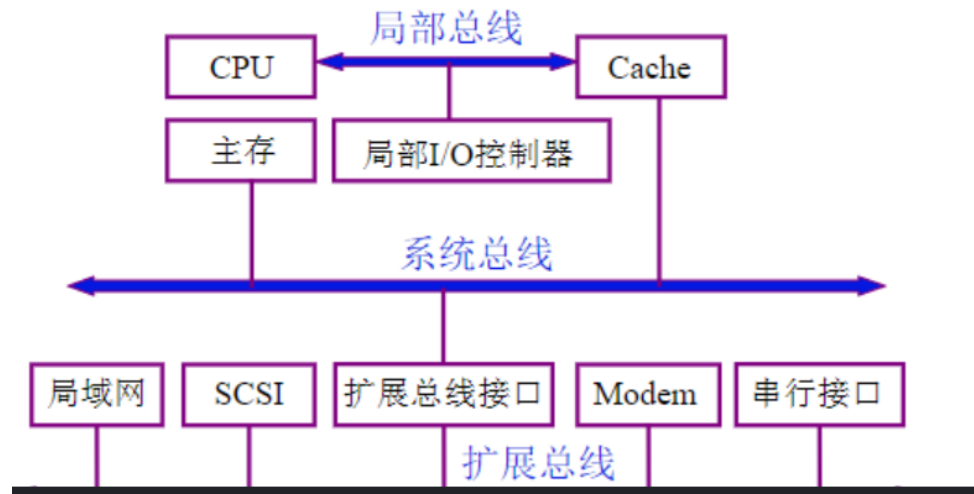 局部总线
CPU
Cache
主存
局部I/O控制器
系统总线
局域网
SCSI
扩展总线接口
Modem
串行接口
扩展总线